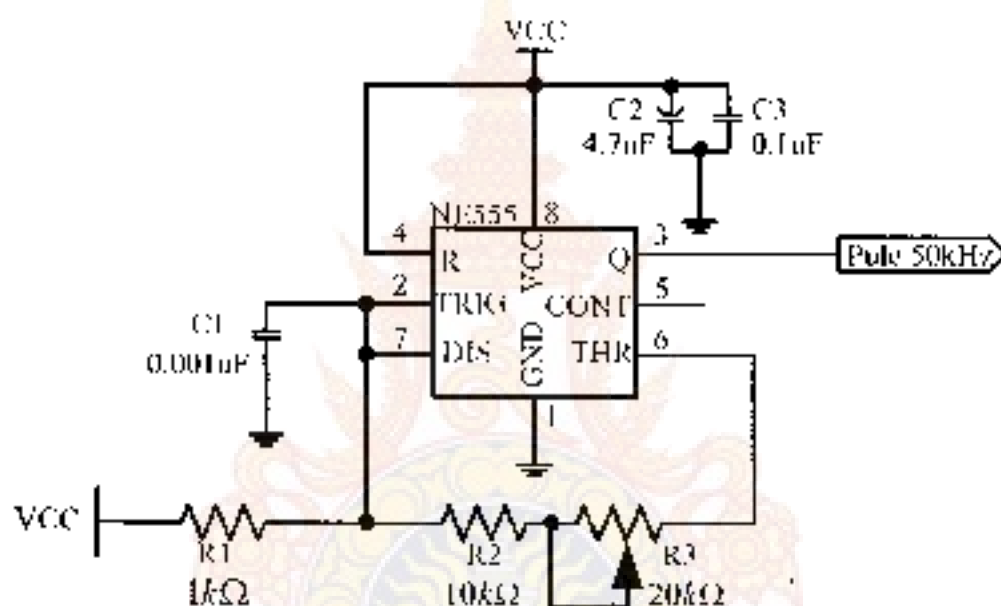 VCC
C2
4.7uF
C3
0.1uF
NE555
8
4
R
VCC
3
Q
Pule 50kHz
2
TRIG
CONT
5
7
DIS
GND
THR
6
1
C1
0.001uF
VCC
R1
1kΩ
R2
10kΩ
R3
20kΩ